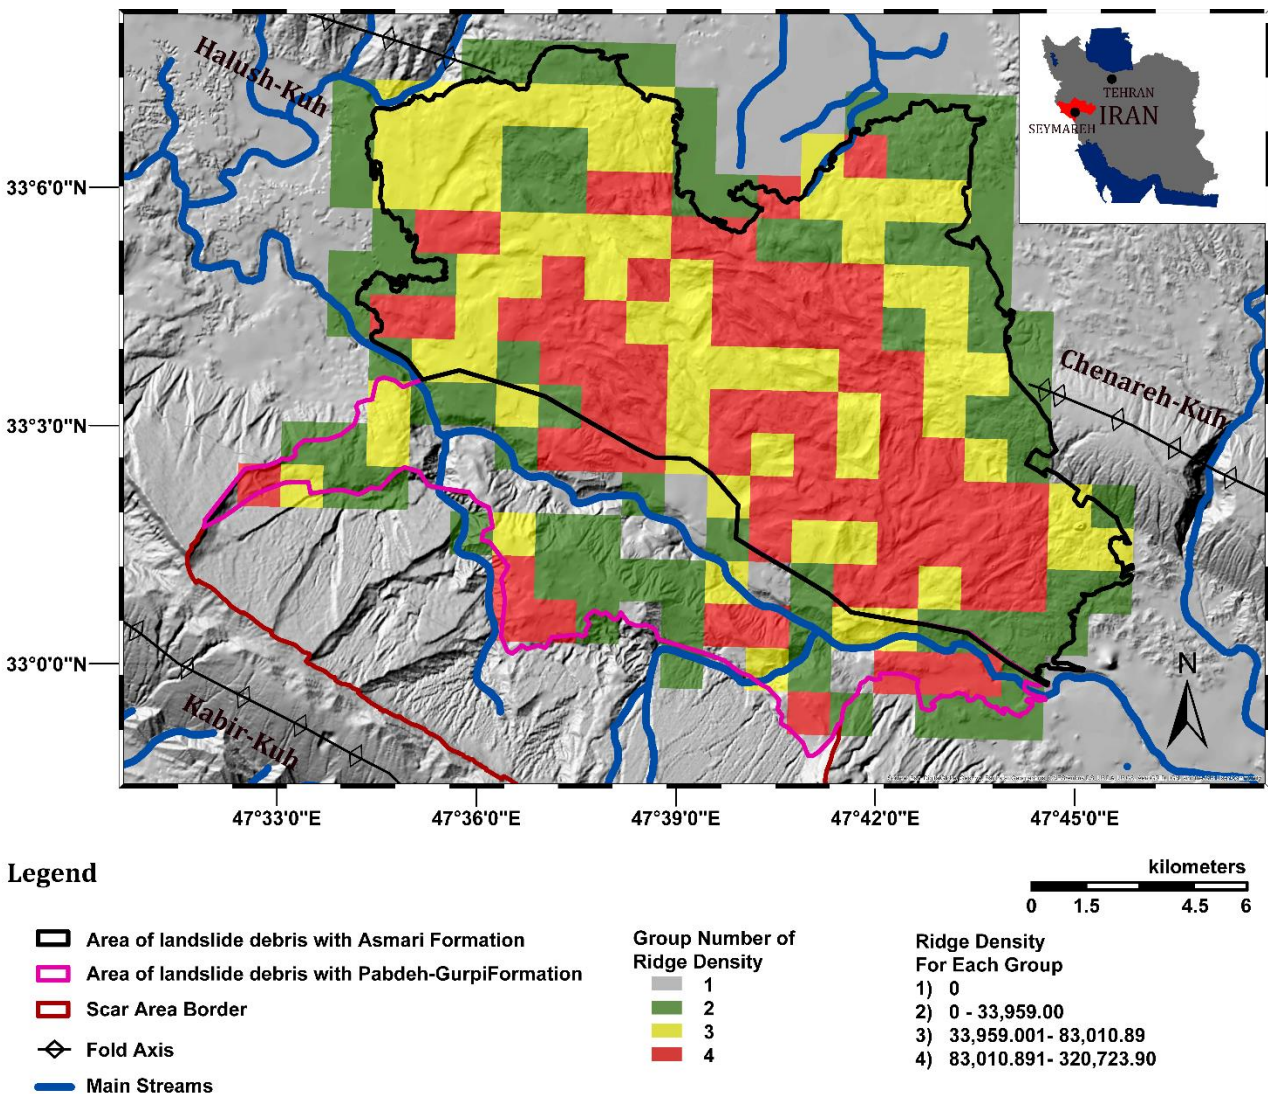 Halush-Kuh
TEHRAN
IRAN
SEYMAREH
33°6'0"N
33°3'0"N
33°0'0"N
Chenareh-Kuh
Kabir-Kuh
N
47°33'0"E
47°36'0"E
47°39'0"E
47°42'0"E
47°45'0"E
Legend
kilometers
0 1.5 4.5 6
Area of landslide debris with Asmari Formation
Area of landslide debris with Pabdeh-GurpiFormation
Scar Area Border
Fold Axis
Main Streams
Group Number of
Ridge Density
1
2
3
4
Ridge Density
For Each Group
1) 0
2) 0 - 33,959.00
3) 33,959.001- 83,010.89
4) 83,010.891- 320,723.90